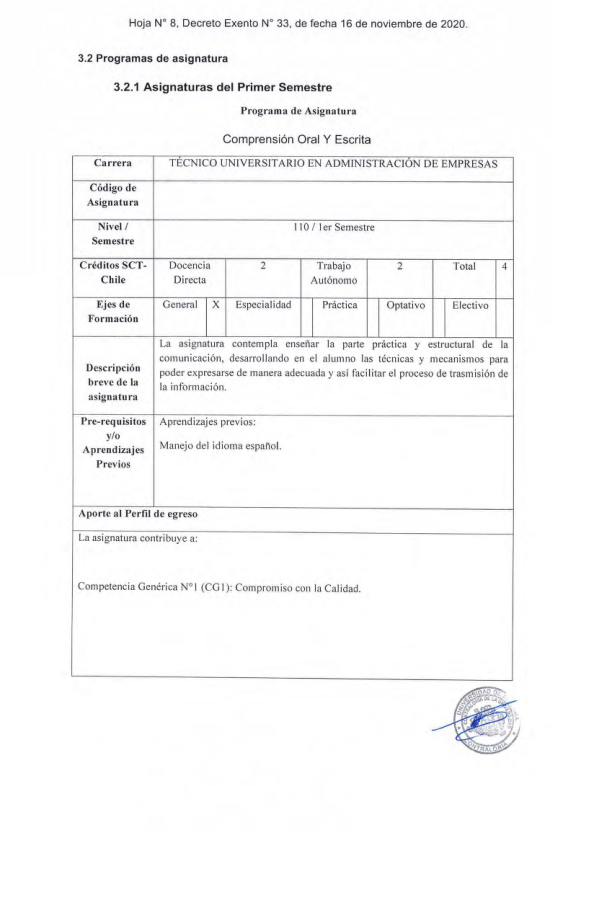 Hoja N° 8, Decreto Exento N° 33, de fecha 16 de noviembre de 2020.
3.2 Programas de asignatura
3.2.1 Asignaturas del Primer Semestre
Programa de Asignatura
Comprensión Oral Y Escrita
Carrera TÉCNICO UNIVERSITARIO EN ADMINISTRACIÓN DE EMPRESAS
Código de
Asignatura
Nivel / 110 / 1er Semestre
Semestre
Créditos SCT- Docencia 2 Trabajo 2 Total 4
Chile Directa Autónomo
Ejes de General X Especialidad Práctica Optativo Electivo
Formación
La asignatura contempla enseñar la parte práctica y estructural de la
comunicación, desarrollando en el alumno las técnicas y mecanismos para
Descripción poder expresarse de manera adecuada y así facilitar el proceso de trasmisión de
breve de la la información.
asignatura
Pre-requisitos Aprendizajes previos:
y/o
Aprendizajes Manejo del idioma español.
Previos
Aporte al Perfil de egreso
La asignatura contribuye a:
Competencia Genérica N°1 (CG1): Compromiso con la Calidad.
CONTRALORIA